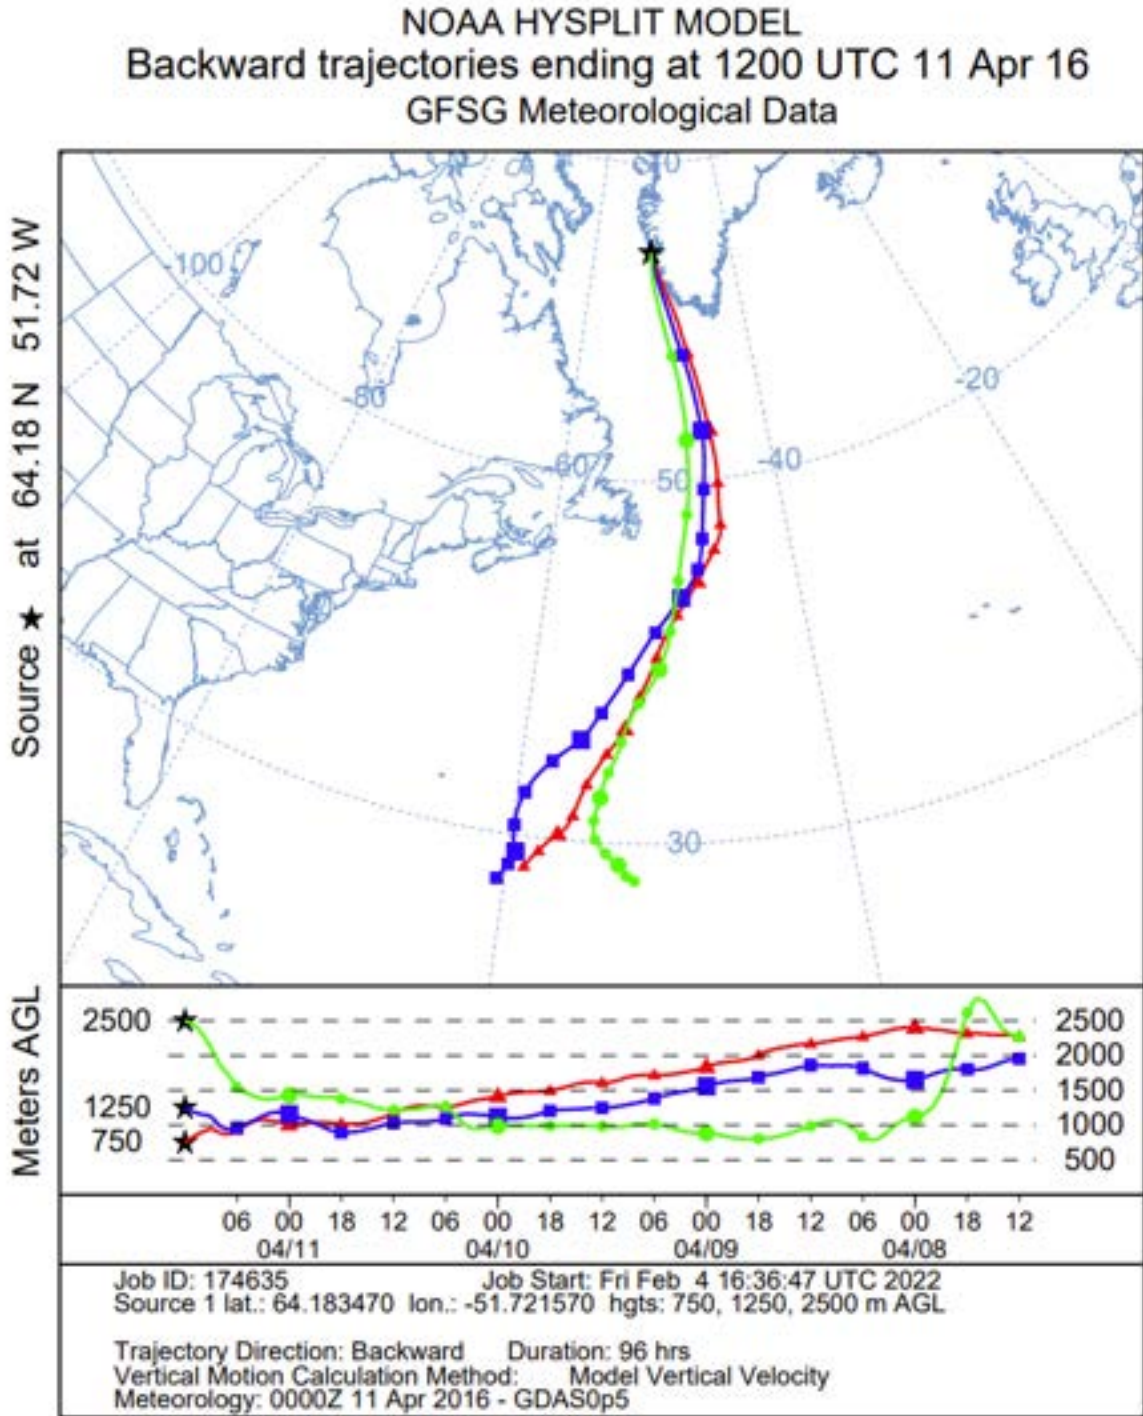 NOAA HYSPLIT MODEL
Backward trajectories ending at 1200 UTC 11 Apr 16
GFSG Meteorological Data
Source ★ at 64.18 N 51.72 W
-100
-80
-20
60
50
-40
30
Meters AGL
2500
1250
750
2500
2000
1500
1000
500
06 00 18 12 06 00 18 12 06 00 18 12 06 00 18 12
04/11 04/10 04/09 04/08
Job ID: 174635 Job Start: Fri Feb 4 16:36:47 UTC 2022
Source 1 lat.: 64.183470 lon.: -51.721570 hgts: 750, 1250, 2500 m AGL
Trajectory Direction: Backward Duration: 96 hrs
Vertical Motion Calculation Method: Model Vertical Velocity
Meteorology: 0000Z 11 Apr 2016 - GDAS0p5